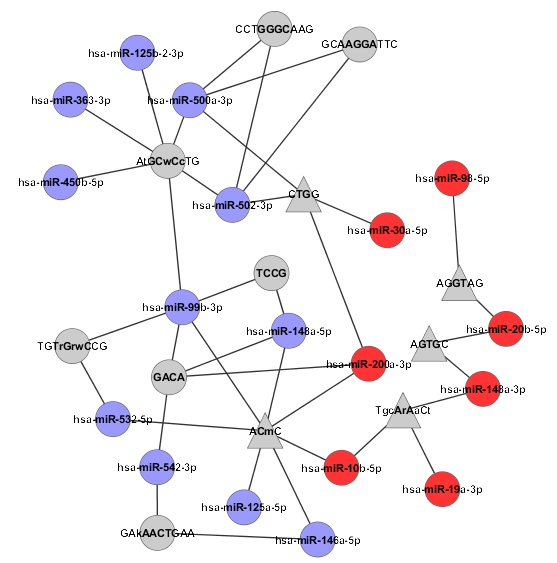 CCTGGGCAAG
GCAAGGATTC
hsa-miR-125b-2-3p
hsa-miR-363-3p
hsa-miR-500a-3p
AtGCwCcTG
hsa-miR-450b-5p
hsa-miR-98-5p
CTGG
hsa-miR-502-3p
hsa-miR-30a-5p
TCCG
AGGTAG
hsa-miR-99b-3p
hsa-miR-148a-5p
hsa-miR-20b-5p
TGTrGrwCCG
AGTGC
hsa-miR-200a-3p
GACA
hsa-miR-148a-3p
TgcArAaCt
hsa-miR-532-5p
ACmC
hsa-miR-542-3p
hsa-miR-10b-5p
hsa-miR-19a-3p
hsa-miR-125a-5p
GAkAACTGAA
hsa-miR-146a-5p